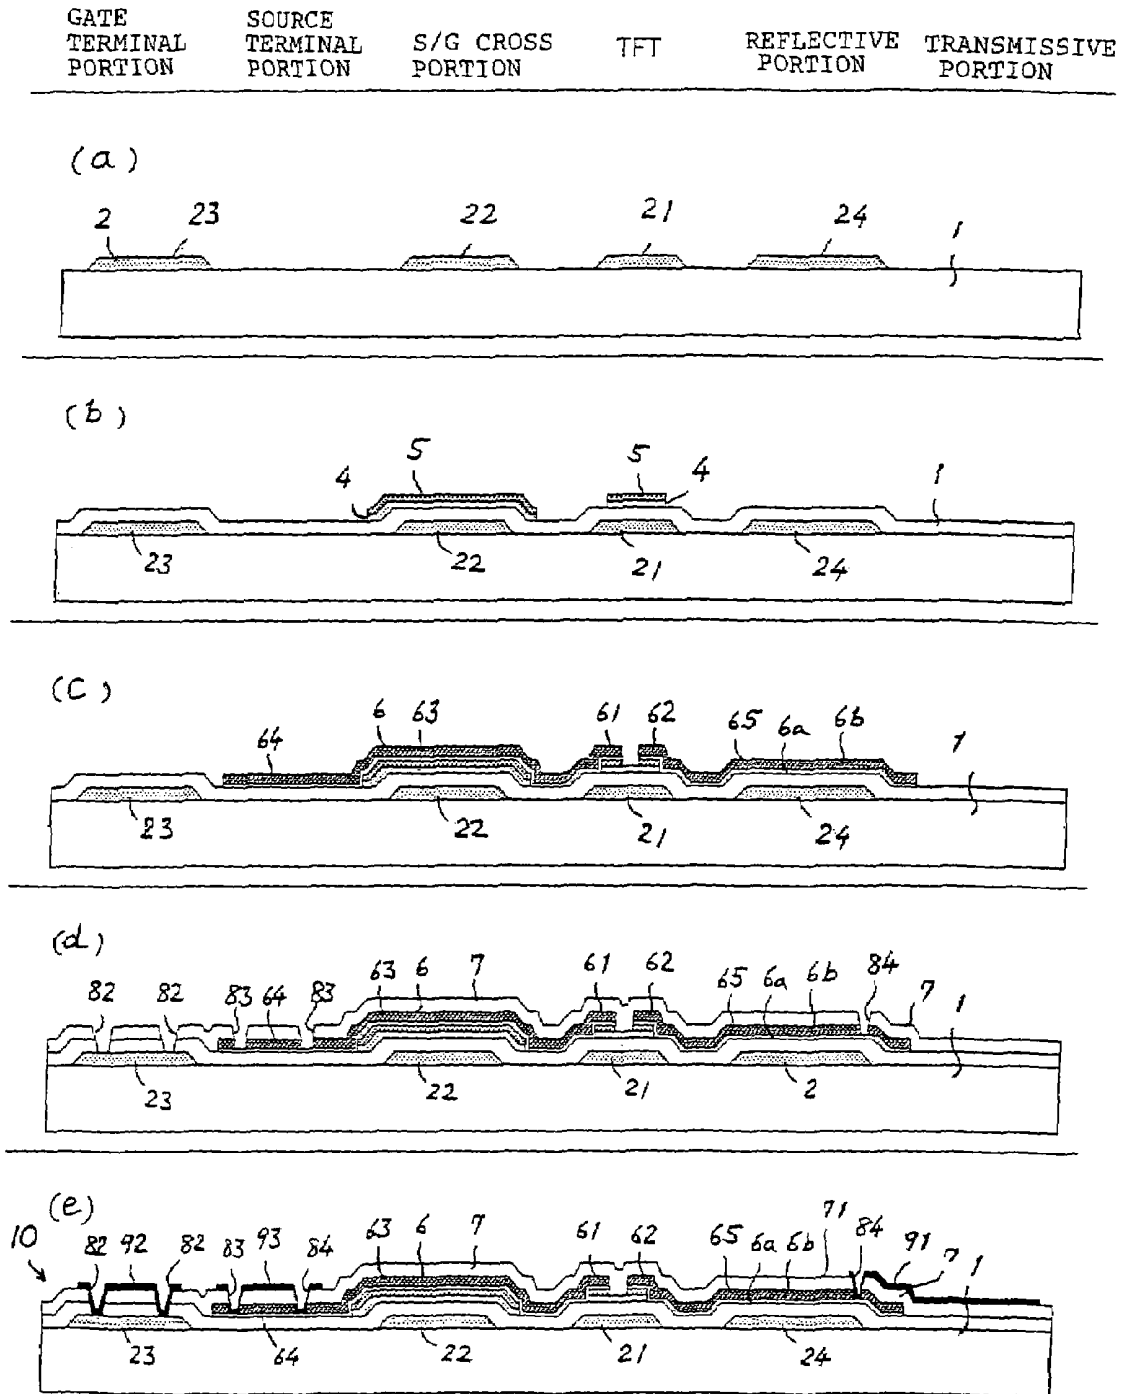 GATE TERMINAL PORTION
SOURCE TERMINAL PORTION
S/G CROSS PORTION
TFT
REFLECTIVE PORTION
TRANSMISSIVE PORTION
(a)
2 23 22 21 24 1
(b)
5 5
4 4 1
23 22 21 24
(c)
6 63 61 62 65 6a 6b
64 1
23 22 21 24
(d)
63 6 7 61 62 65 6a 6b 84
82 82 83 64 83 7 1
23 22 21 2
(e)
10 82 92 82 83 93 84 63 6 7 61 62 65 6a 6b 71 84 91 7 1
23 64 22 21 24